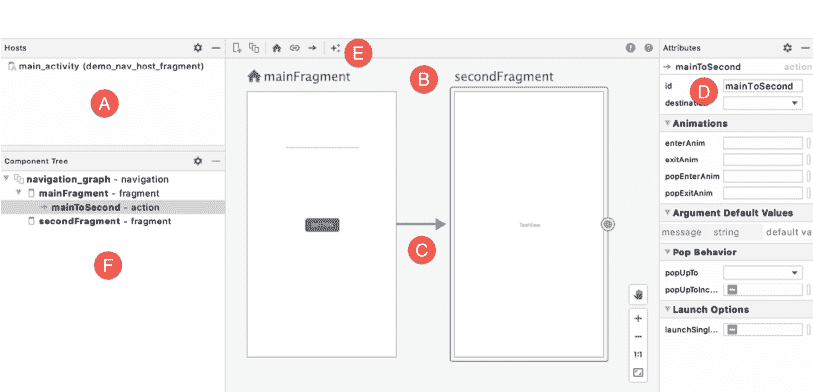 Hosts
main_activity (demo_nav_host_fragment)
A
Component Tree
navigation_graph - navigation
mainFragment - fragment
mainToSecond - action
secondFragment - fragment
F
E
mainFragment
B
secondFragment
C
TextView
1:1
Attributes
mainToSecond action
id mainToSecond
D
destination
Animations
enterAnim
exitAnim
popEnterAnim
popExitAnim
Argument Default Values
message string default va
Pop Behavior
popUpTo
popUpToInc...
Launch Options
launchSingl...